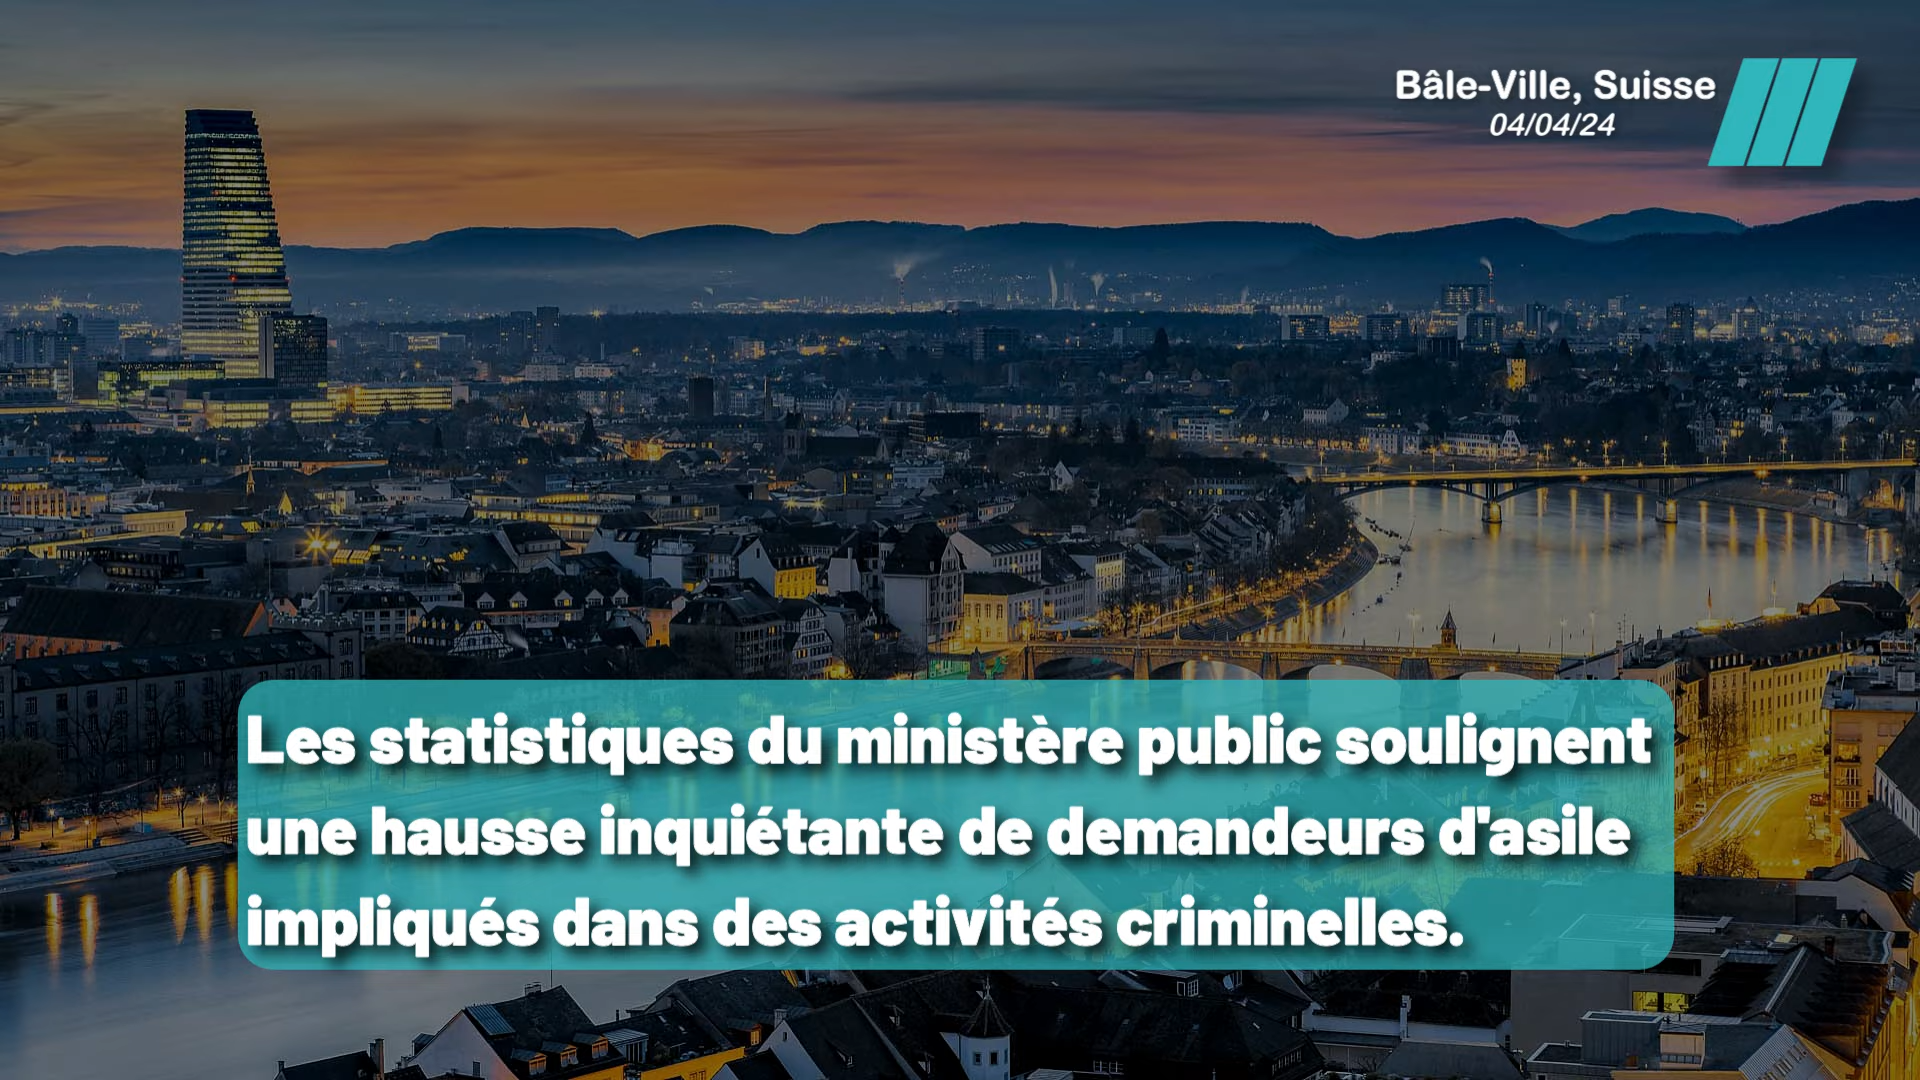 Bâle-Ville, Suisse
04/04/24
Les statistiques du ministère public soulignent
une hausse inquiétante de demandeurs d'asile
impliqués dans des activités criminelles.